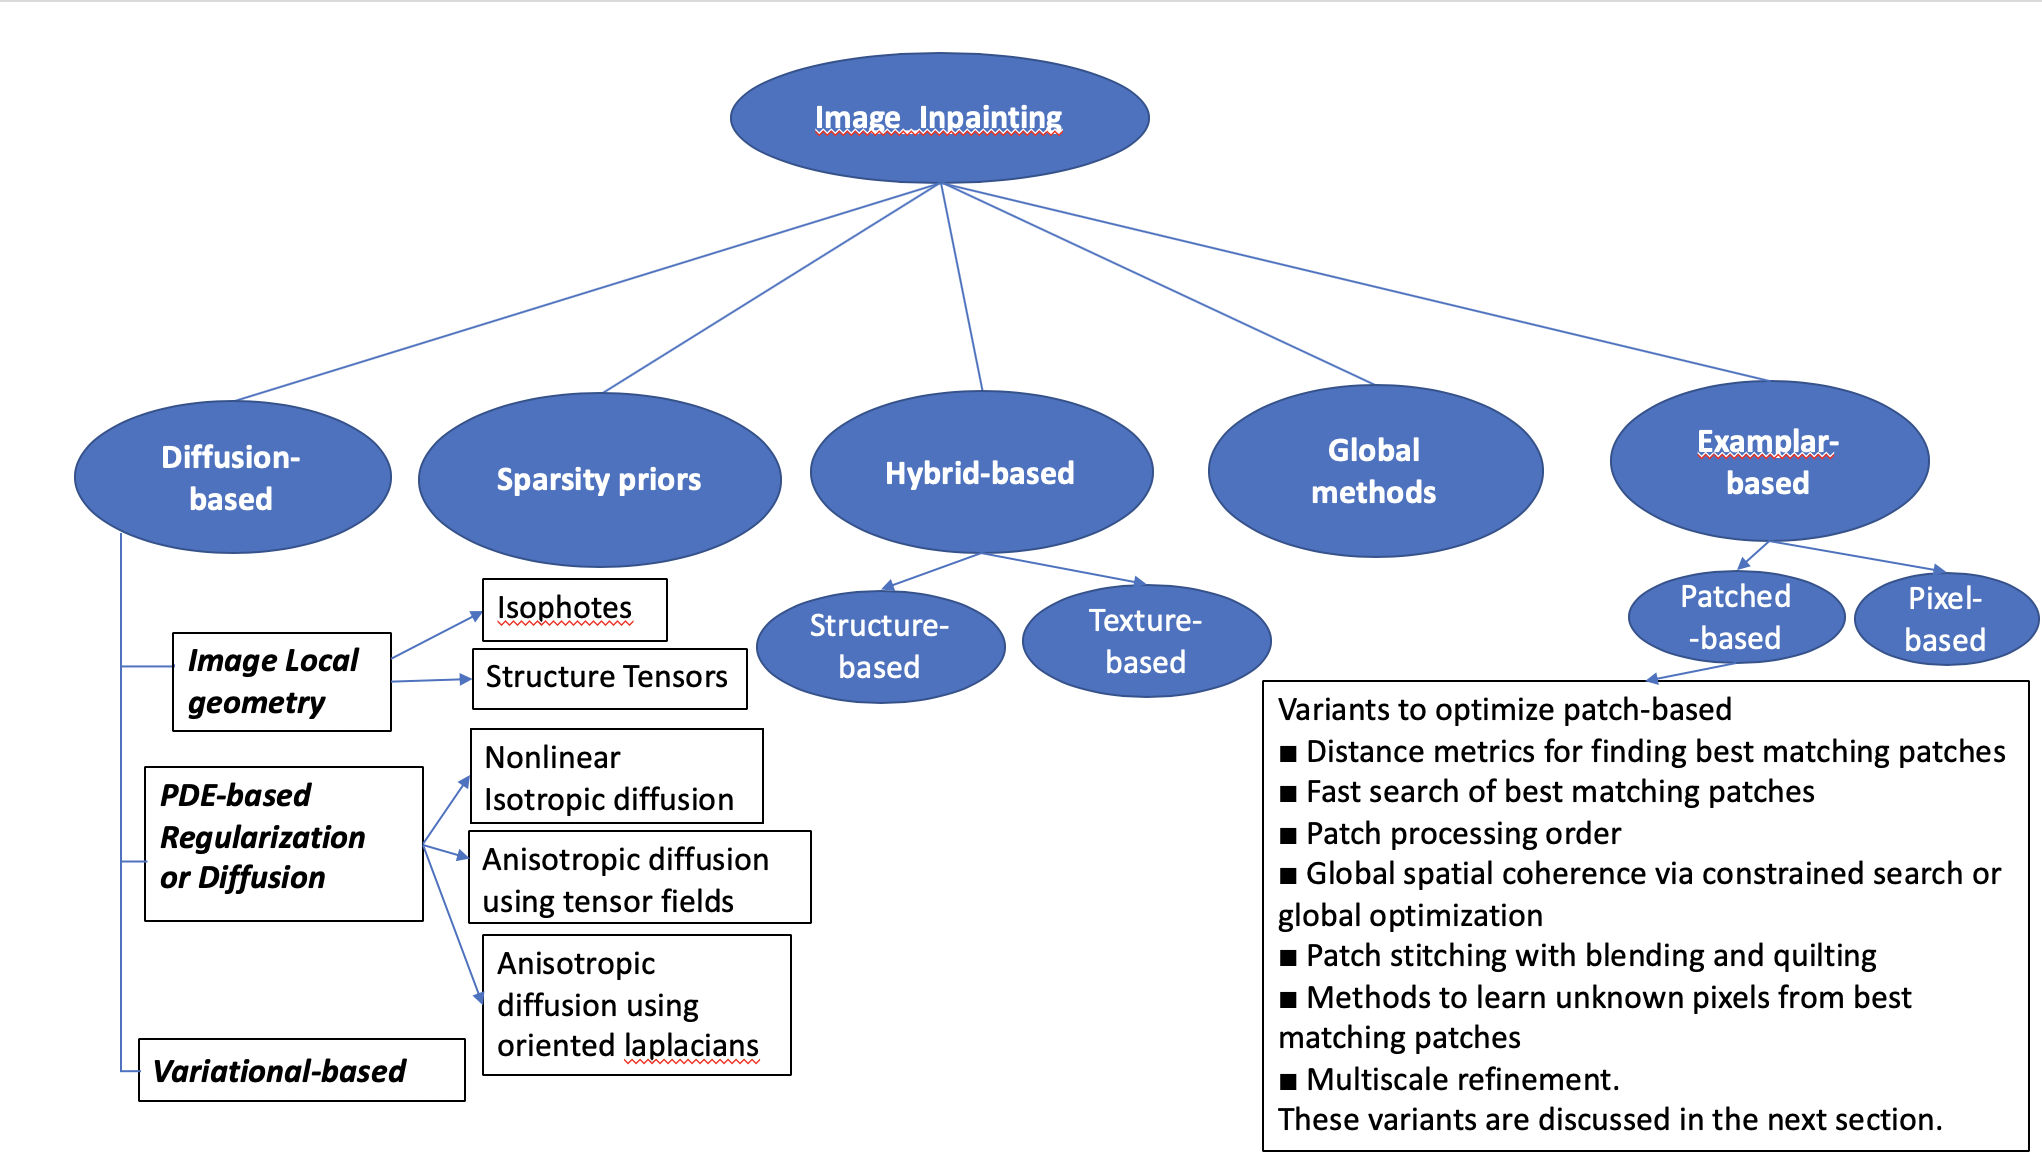 Image_Inpainting
Diffusion-
based
Sparsity priors
Hybrid-based
Global
methods
Examplar-
based
Image Local
geometry
Isophotes
Structure Tensors
PDE-based
Regularization
or Diffusion
Nonlinear
Isotropic diffusion
Anisotropic diffusion
using tensor fields
Anisotropic
diffusion using
oriented laplacians
Variational-based
Structure-
based
Texture-
based
Patched
-based
Pixel-
based
Variants to optimize patch-based
■ Distance metrics for finding best matching patches
■ Fast search of best matching patches
■ Patch processing order
■ Global spatial coherence via constrained search or
global optimization
■ Patch stitching with blending and quilting
■ Methods to learn unknown pixels from best
matching patches
■ Multiscale refinement.
These variants are discussed in the next section.